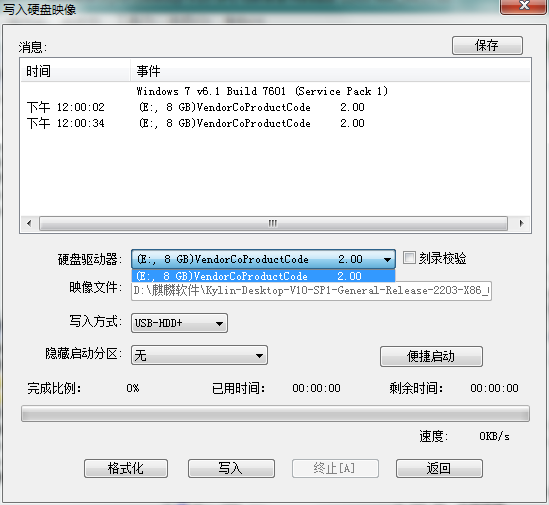 写入硬盘映像
消息:
保存
时间 事件
Windows 7 v6.1 Build 7601 (Service Pack 1)
下午 12:00:02 (E:, 8 GB)VendorCoProductCode 2.00
下午 12:00:34 (E:, 8 GB)VendorCoProductCode 2.00
硬盘驱动器: (E:, 8 GB)VendorCoProductCode 2.00 刻录校验
(E:, 8 GB)VendorCoProductCode 2.00
映像文件: D:\麒麟软件\Kylin-Desktop-V10-SP1-General-Release-2203-X86_
写入方式: USB-HDD+
隐藏启动分区: 无 便捷启动
完成比例: 0% 已用时间: 00:00:00 剩余时间: 00:00:00
速度: 0KB/s
格式化 写入 终止[A] 返回